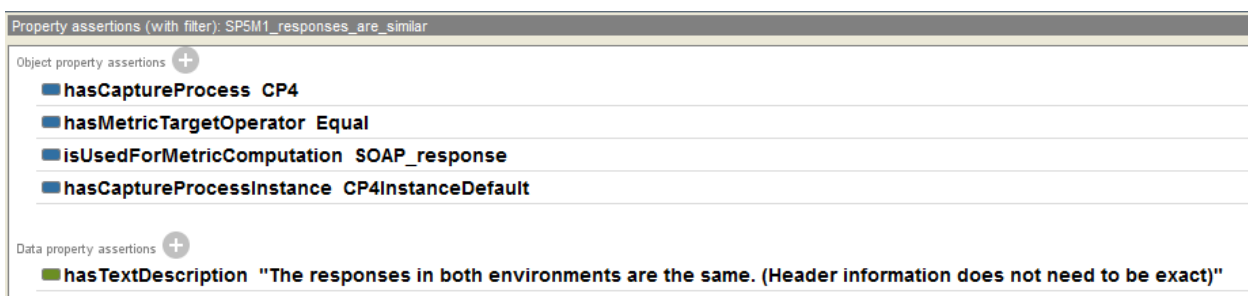 Property assertions (with filter): SP5M1_responses_are_similar
Object property assertions
hasCaptureProcess CP4
hasMetricTargetOperator Equal
isUsedForMetricComputation SOAP_response
hasCaptureProcessInstance CP4InstanceDefault
Data property assertions
hasTextDescription "The responses in both environments are the same. (Header information does not need to be exact)"